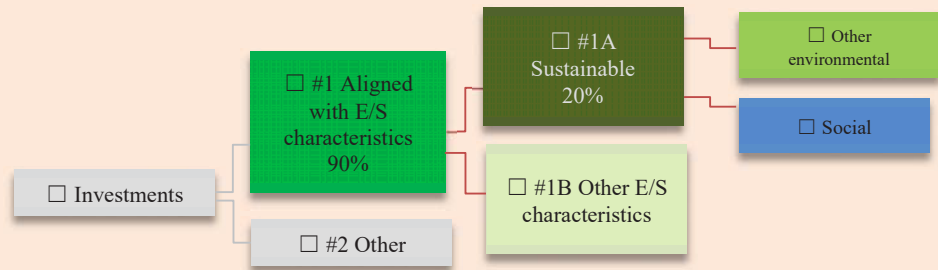 ☐ Investments
☐ #1 Aligned
with E/S
characteristics
90%
☐ #2 Other
☐ #1A
Sustainable
20%
☐ #1B Other E/S
characteristics
☐ Other
environmental
☐ Social